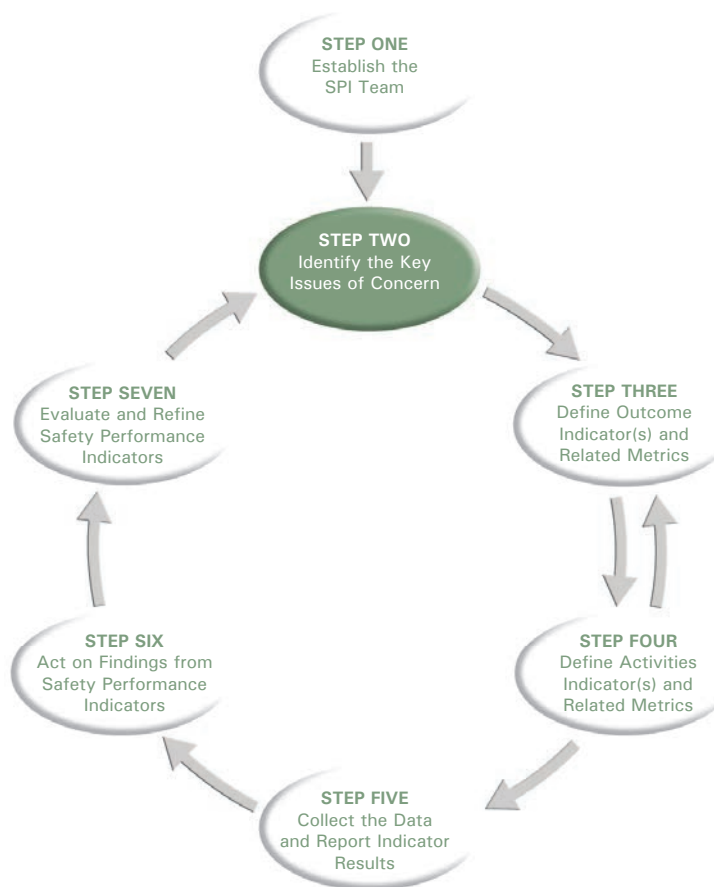 STEP ONE
Establish the
SPI Team
STEP TWO
Identify the Key
Issues of Concern
STEP THREE
Define Outcome
Indicator(s) and
Related Metrics
STEP FOUR
Define Activities
Indicator(s) and
Related Metrics
STEP FIVE
Collect the Data
and Report Indicator
Results
STEP SIX
Act on Findings from
Safety Performance
Indicators
STEP SEVEN
Evaluate and Refine
Safety Performance
Indicators